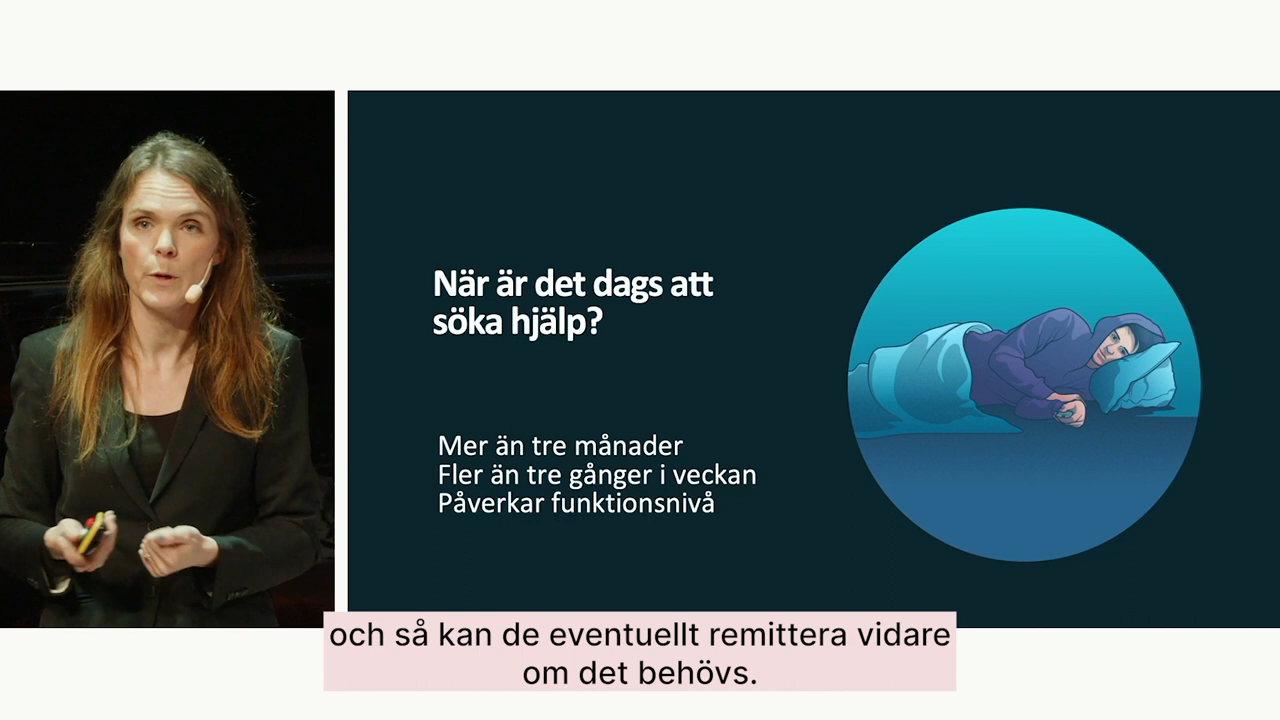 När är det dags att
söka hjälp?
Mer än tre månader
Fler än tre gånger i veckan
Påverkar funktionsnivå
och så kan de eventuellt remittera vidare
om det behövs.